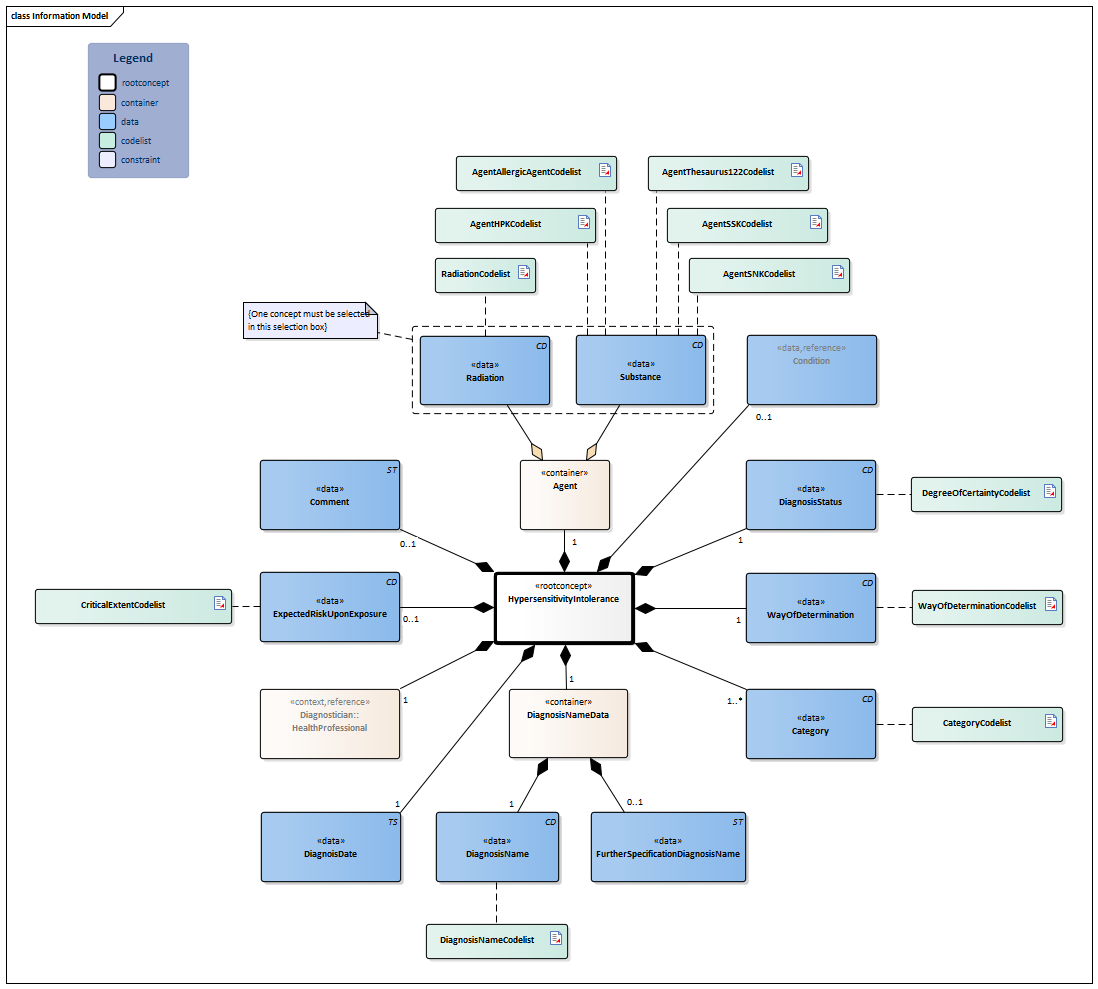 class Information Model
Legend
rootconcept
container
data
codelist
constraint
AgentAllergicAgentCodelist
AgentThesaurus122Codelist
AgentHPKCodelist
AgentSSKCodelist
RadiationCodelist
AgentSNKCodelist
{One concept must be selected
in this selection box}
CD
«data»
Radiation
CD
«data»
Substance
«data,reference»
Condition
0..1
ST
«data»
Comment
0..1
«container»
Agent
1
CD
«data»
DiagnosisStatus
1
DegreeOfCertaintyCodelist
CriticalExtentCodelist
CD
«data»
ExpectedRiskUponExposure
0..1
«rootconcept»
HypersensitivityIntolerance
CD
«data»
WayOfDetermination
1
WayOfDeterminationCodelist
«context,reference»
Diagnostician::
HealthProfessional
1
1
«container»
DiagnosisNameData
1..*
CD
«data»
Category
CategoryCodelist
1
TS
«data»
DiagnoisDate
1
CD
«data»
DiagnosisName
0..1
ST
«data»
FurtherSpecificationDiagnosisName
DiagnosisNameCodelist